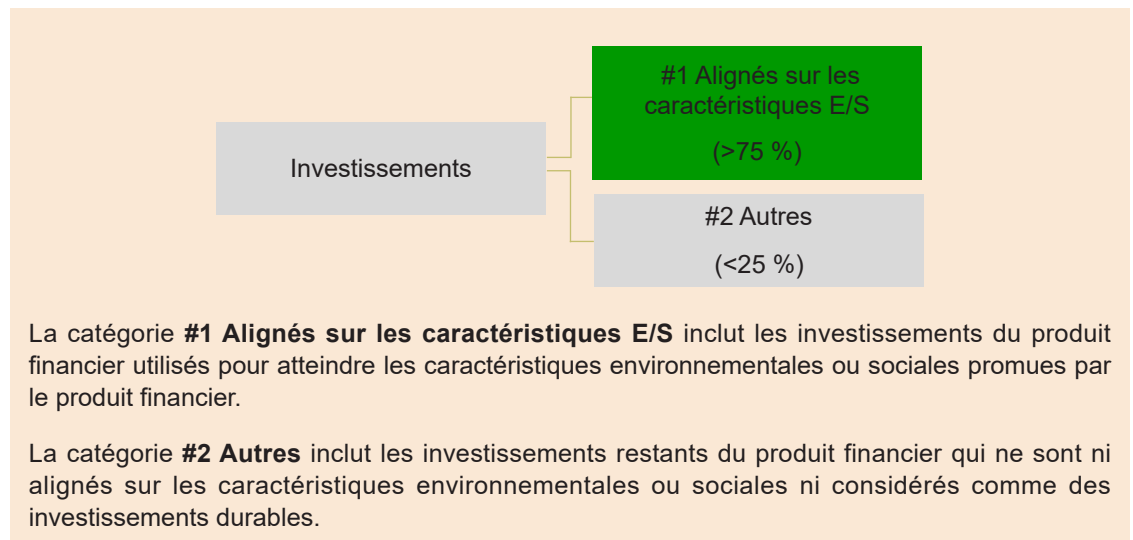 #1 Alignés sur les
caractéristiques E/S
(>75 %)
Investissements
#2 Autres
(<25 %)
La catégorie #1 Alignés sur les caractéristiques E/S inclut les investissements du produit
financier utilisés pour atteindre les caractéristiques environnementales ou sociales promues par
le produit financier.
La catégorie #2 Autres inclut les investissements restants du produit financier qui ne sont ni
alignés sur les caractéristiques environnementales ou sociales ni considérés comme des
investissements durables.